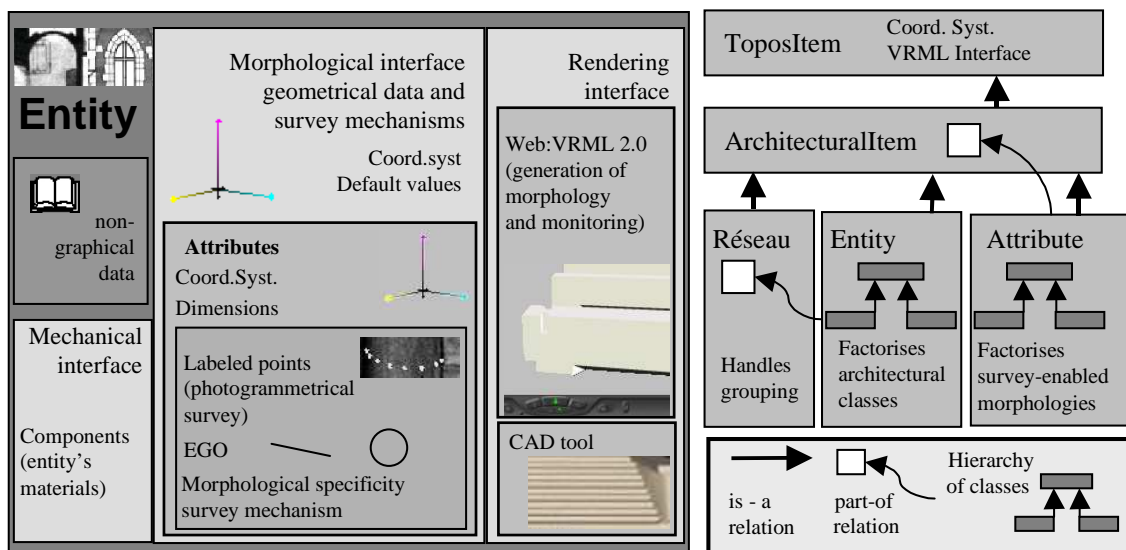 Entity
non-
graphical
data
Mechanical
interface
Components
(entity's
materials)
Morphological interface
geometrical data and
survey mechanisms
Coord.syst
Default values
Attributes
Coord.Syst.
Dimensions
Labeled points
(photogrammetrical
survey)
EGO
Morphological specificity
survey mechanism
Rendering
interface
Web:VRML 2.0
(generation of
morphology
and monitoring)
CAD tool
ToposItem
Coord. Syst.
VRML Interface
ArchitecturalItem
Réseau
Handles
grouping
Entity
Factorises
architectural
classes
Attribute
Factorises
survey-enabled
morphologies
is - a
relation
part-of
relation
Hierarchy
of classes